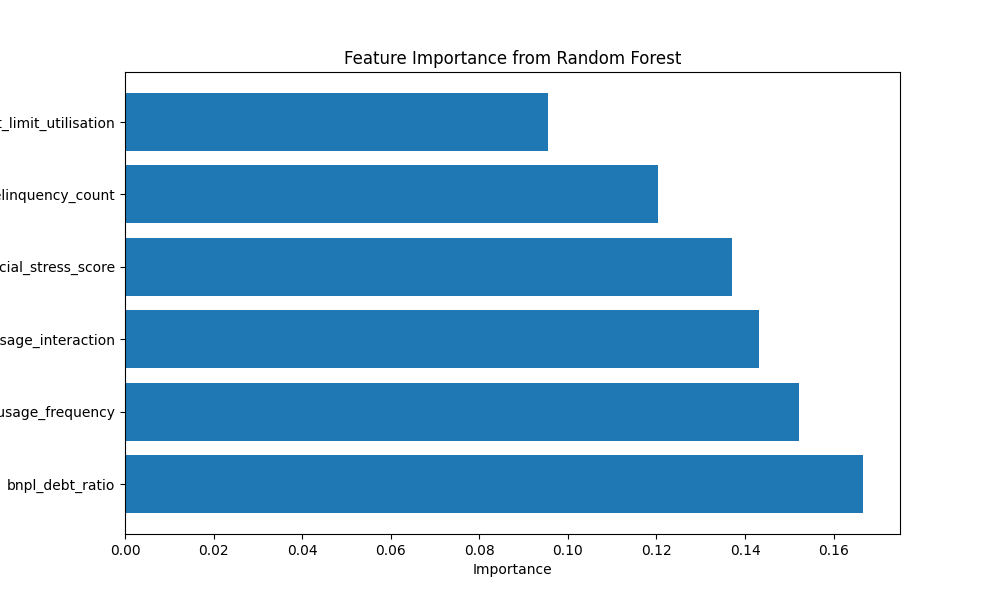 Feature Importance from Random Forest
t_limit_utilisation
elinquency_count
cial_stress_score
sage_interaction
usage_frequency
bnpl_debt_ratio
0.00 0.02 0.04 0.06 0.08 0.10 0.12 0.14 0.16
Importance